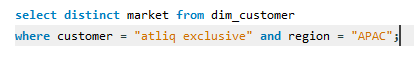 select distinct market from dim_customer
where customer = "atliq exclusive" and region = "APAC";